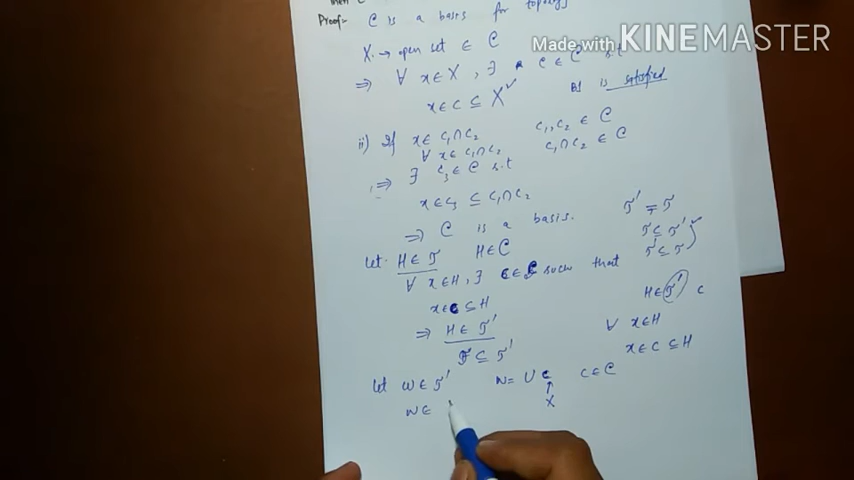 then C
Proof:- C is a basis for topology
X → open set ∈ C
Made with KINEMASTER
⇒ ∀ x∈X, ∃ C ∈ C s.t
x∈C ⊆ X ✓
B1 is satisfied
ii) If x∈ C₁∩C₂ C₁,C₂ ∈ C
∀ x∈ C₁∩C₂ C₁∩C₂ ∈ C
⇒ ∃ C₃∈ C s.t
x∈C₃ ⊆ C₁∩C₂
⇒ C is a basis. 𝒯' = 𝒯
𝒯 ⊆ 𝒯'
Let H∈ 𝒯 H∈C 𝒯' ⊆ 𝒯
∀ x∈H, ∃ C∈C such that
x∈C ⊆H H∈𝒯' C
⇒ H∈ 𝒯' ∀ x∈H
𝒯 ⊆ 𝒯' x∈C ⊆H
Let W∈ 𝒯' W= ∪ C C∈C
W∈ X